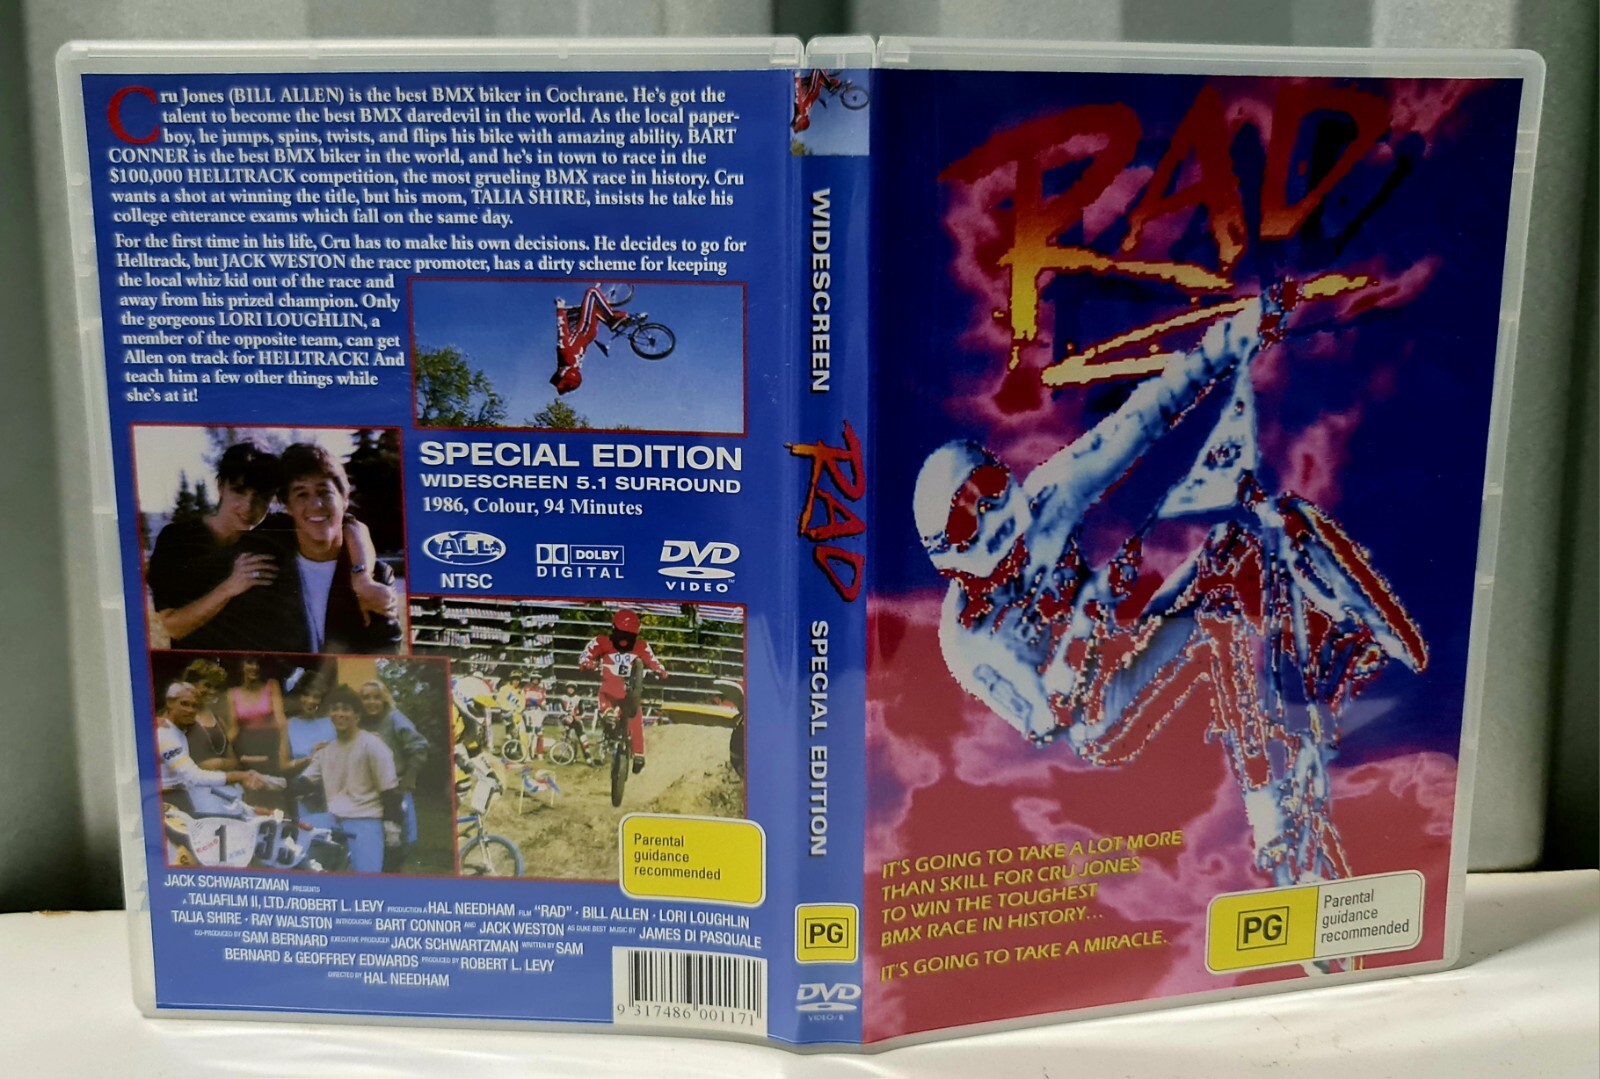 Cru Jones (BILL ALLEN) is the best BMX biker in Cochrane. He's got the
talent to become the best BMX daredevil in the world. As the local paper-
boy, he jumps, spins, twists, and flips his bike with amazing ability. BART
CONNER is the best BMX biker in the world, and he's in town to race in the
$100,000 HELLTRACK competition, the most grueling BMX race in history. Cru
wants a shot at winning the title, but his mom, TALIA SHIRE, insists he take his
college enterance exams which fall on the same day.
For the first time in his life, Cru has to make his own decisions. He decides to go for
Helltrack, but JACK WESTON the race promoter, has a dirty scheme for keeping
the local whiz kid out of the race and
away from his prized champion. Only
the gorgeous LORI LOUGHLIN, a
member of the opposite team, can get
Allen on track for HELLTRACK! And
teach him a few other things while
she's at it!
SPECIAL EDITION
WIDESCREEN 5.1 SURROUND
1986, Colour, 94 Minutes
ALL
NTSC
DOLBY
DIGITAL
DVD
VIDEO™
1
33
Parental
guidance
recommended
JACK SCHWARTZMAN PRESENTS
A TALIAFILM II, LTD./ROBERT L. LEVY PRODUCTION A HAL NEEDHAM FILM "RAD" · BILL ALLEN · LORI LOUGHLIN
TALIA SHIRE · RAY WALSTON INTRODUCING BART CONNOR AND JACK WESTON AS DUKE BEST MUSIC BY JAMES DI PASQUALE
CO-PRODUCED BY SAM BERNARD EXECUTIVE PRODUCER JACK SCHWARTZMAN WRITTEN BY SAM
BERNARD & GEOFFREY EDWARDS PRODUCED BY ROBERT L. LEVY
DIRECTED BY HAL NEEDHAM
9 317486 001171
WIDESCREEN
RAD
SPECIAL EDITION
PG
DVD
VIDEO
RAD
IT'S GOING TO TAKE A LOT MORE
THAN SKILL FOR CRU JONES
TO WIN THE TOUGHEST
BMX RACE IN HISTORY...
IT'S GOING TO TAKE A MIRACLE.
PG
Parental
guidance
recommended